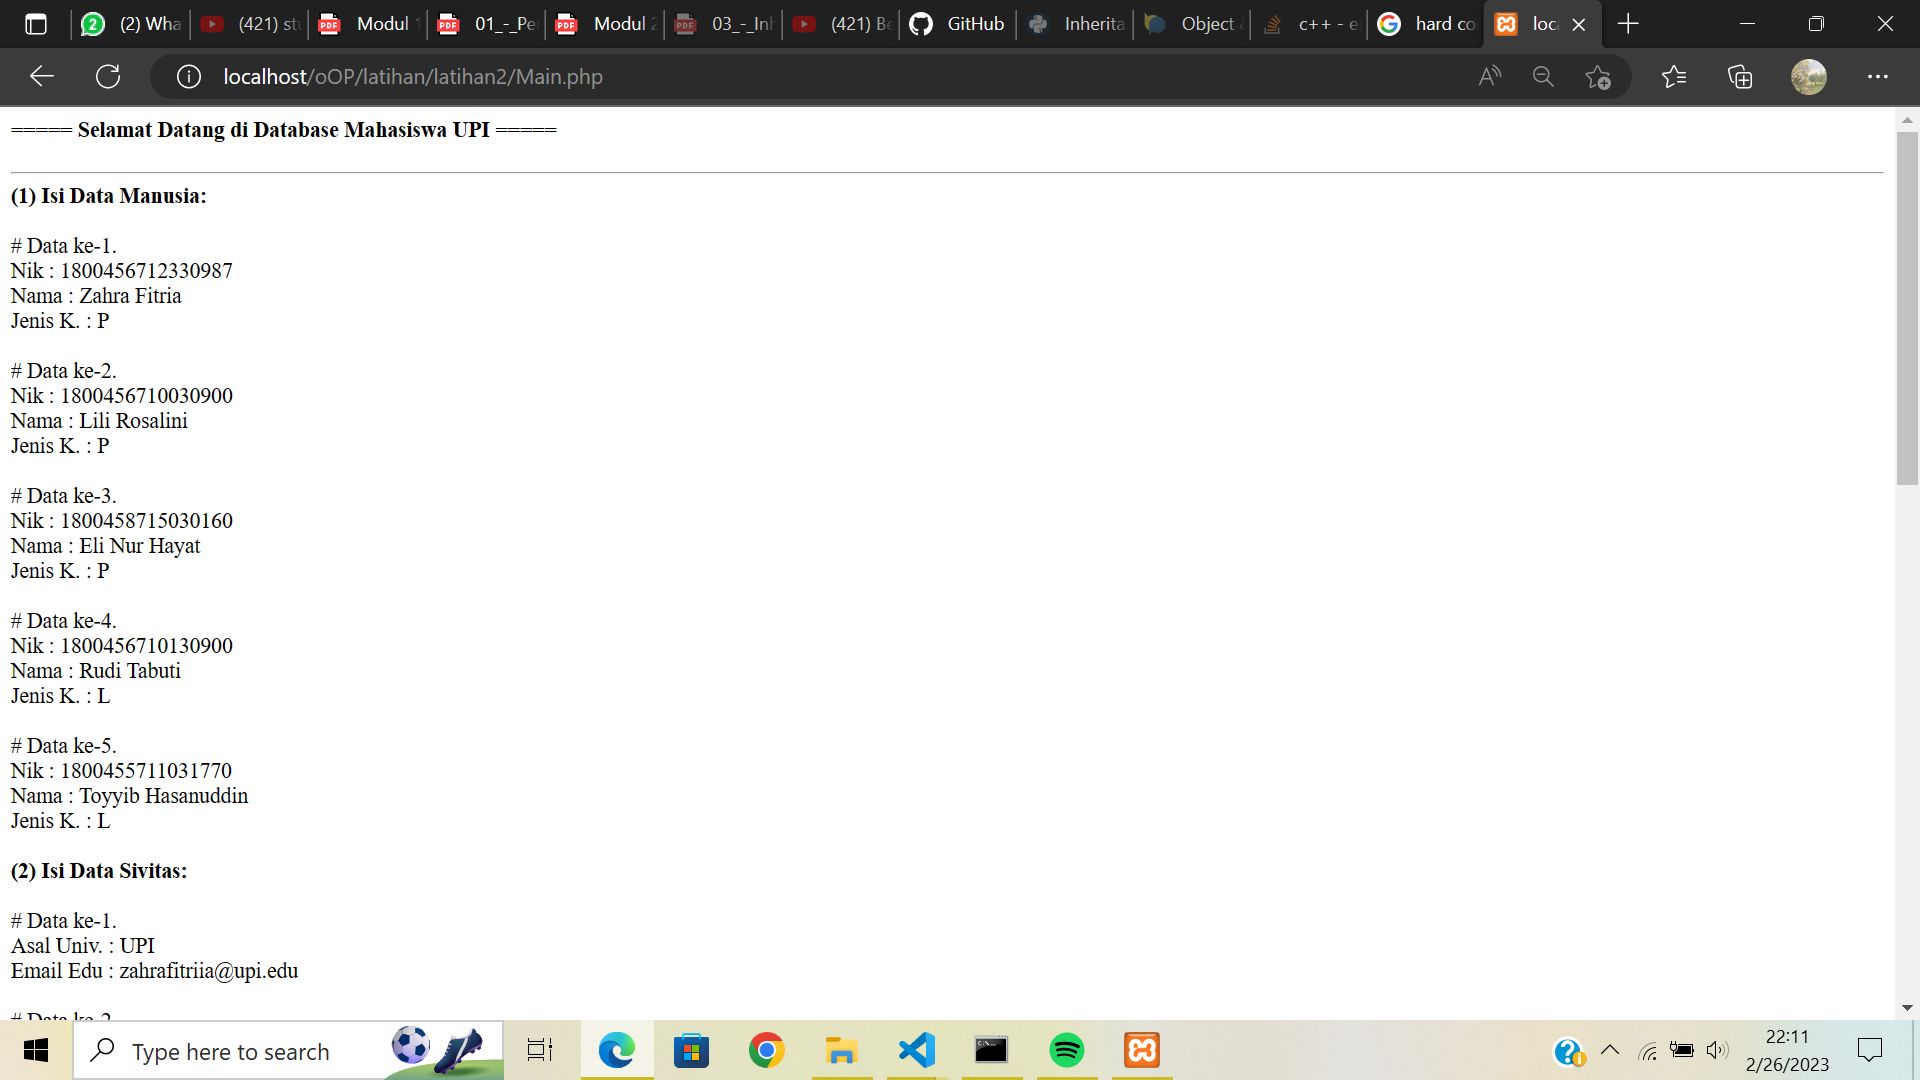 (2) Wha
(421) stu
Modul 1
01_-_Pe
Modul 2
03_-_Inh
(421) Be
GitHub
Inherita
Object
c++ - e
hard co
loca
localhost/oOP/latihan/latihan2/Main.php
===== Selamat Datang di Database Mahasiswa UPI =====
(1) Isi Data Manusia:
# Data ke-1.
Nik : 1800456712330987
Nama : Zahra Fitria
Jenis K. : P
# Data ke-2.
Nik : 1800456710030900
Nama : Lili Rosalini
Jenis K. : P
# Data ke-3.
Nik : 1800458715030160
Nama : Eli Nur Hayat
Jenis K. : P
# Data ke-4.
Nik : 1800456710130900
Nama : Rudi Tabuti
Jenis K. : L
# Data ke-5.
Nik : 1800455711031770
Nama : Toyyib Hasanuddin
Jenis K. : L
(2) Isi Data Sivitas:
# Data ke-1.
Asal Univ. : UPI
Email Edu : zahrafitriia@upi.edu
# Data ke-2
Type here to search
22:11
2/26/2023